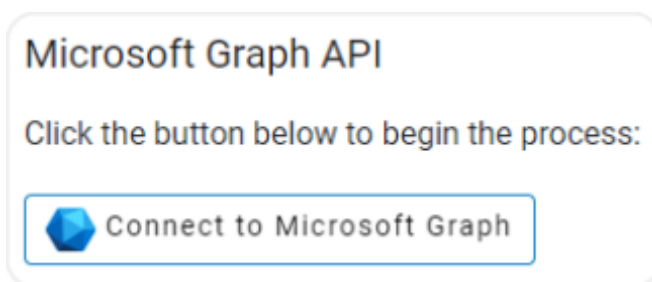 Microsoft Graph API
Click the button below to begin the process:
Connect to Microsoft Graph